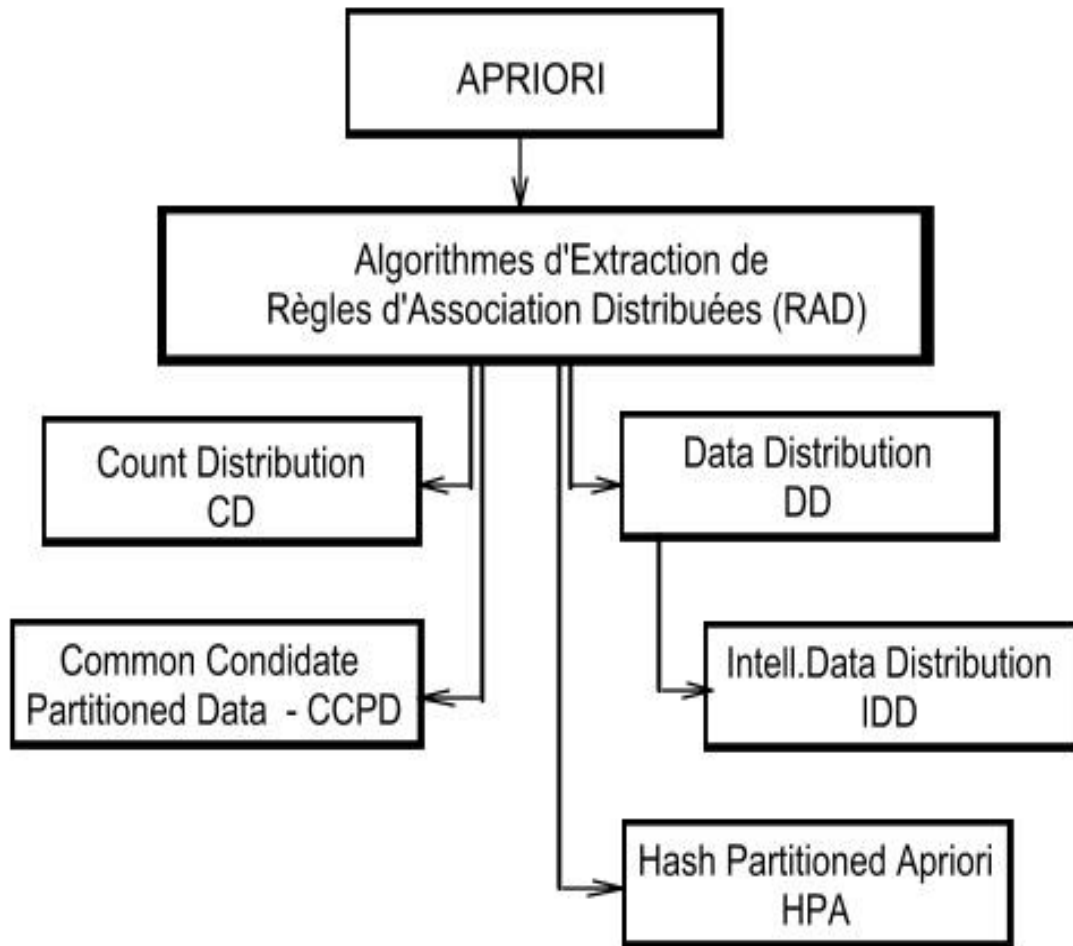 APRIORI
Algorithmes d'Extraction de
Règles d'Association Distribuées (RAD)
Count Distribution
CD
Data Distribution
DD
Common Condidate
Partitioned Data - CCPD
Intell.Data Distribution
IDD
Hash Partitioned Apriori
HPA